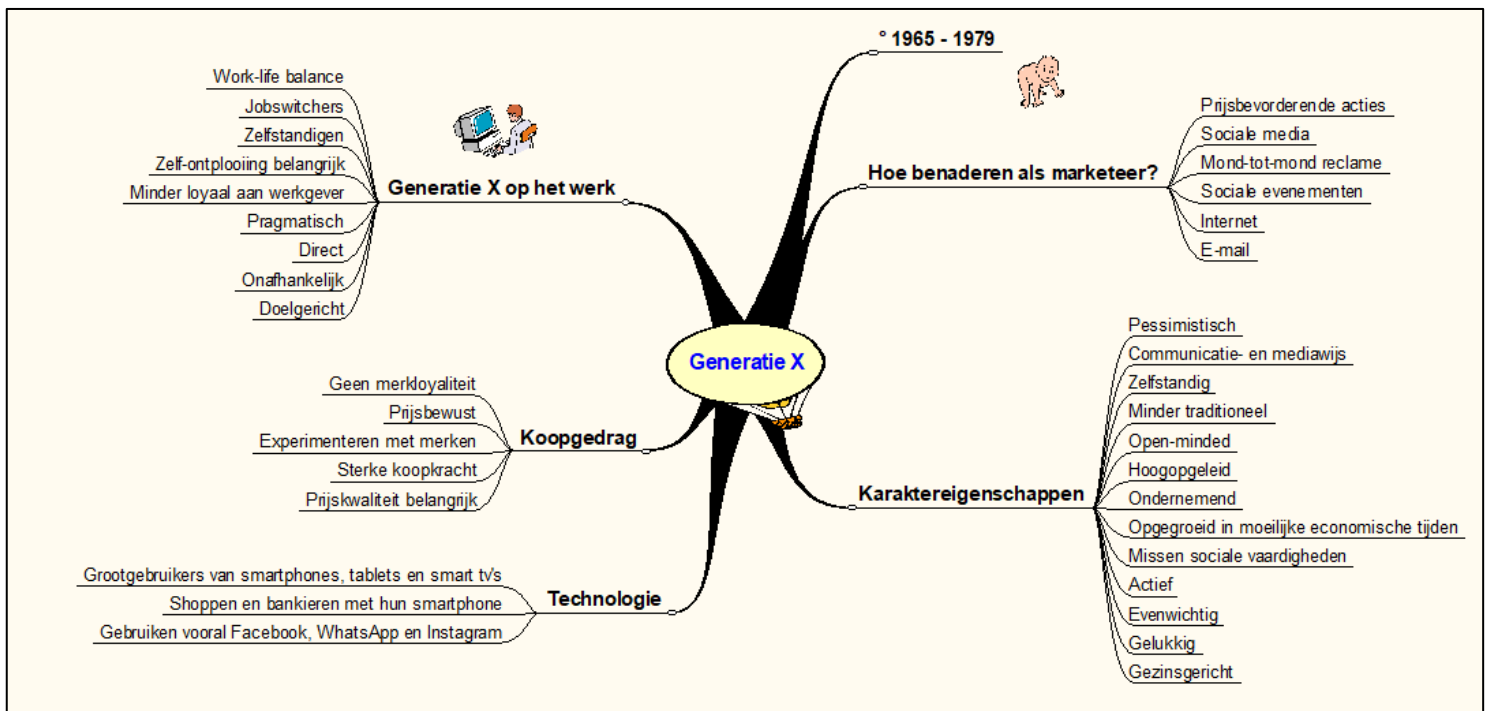 Generatie X
° 1965 - 1979
Hoe benaderen als marketeer?
Prijsbevorderende acties
Sociale media
Mond-tot-mond reclame
Sociale evenementen
Internet
E-mail
Karaktereigenschappen
Pessimistisch
Communicatie- en mediawijs
Zelfstandig
Minder traditioneel
Open-minded
Hoogopgeleid
Ondernemend
Opgegroeid in moeilijke economische tijden
Missen sociale vaardigheden
Actief
Evenwichtig
Gelukkig
Gezinsgericht
Technologie
Grootgebruikers van smartphones, tablets en smart tv's
Shoppen en bankieren met hun smartphone
Gebruiken vooral Facebook, WhatsApp en Instagram
Koopgedrag
Geen merkloyaliteit
Prijsbewust
Experimenteren met merken
Sterke koopkracht
Prijskwaliteit belangrijk
Generatie X op het werk
Work-life balance
Jobswitchers
Zelfstandigen
Zelf-ontplooiing belangrijk
Minder loyaal aan werkgever
Pragmatisch
Direct
Onafhankelijk
Doelgericht